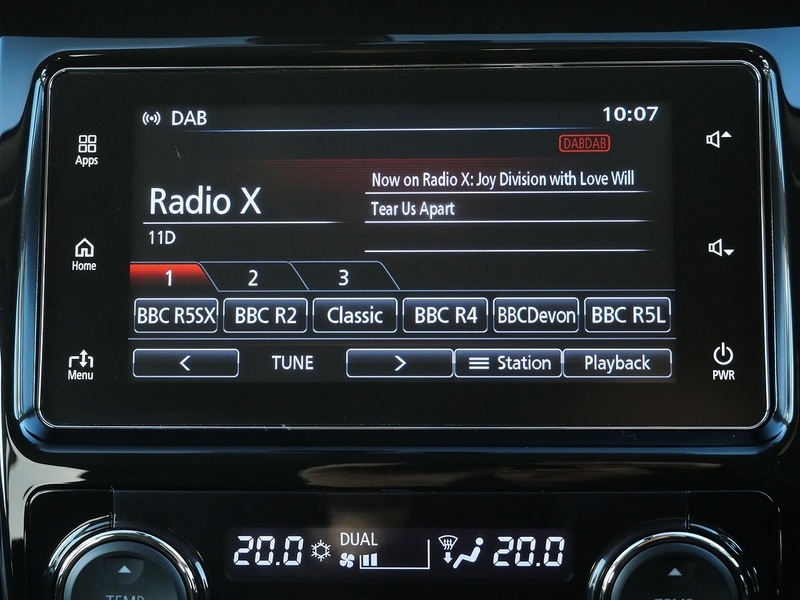 DAB
10:07
DABDAB
Apps
Now on Radio X: Joy Division with Love Will
Radio X
Tear Us Apart
11D
Home
1 2 3
BBC R5SX BBC R2 Classic BBC R4 BBCDevon BBC R5L
Menu
< TUNE > Station Playback
PWR
20.0 DUAL 20.0
TEMP TEMP